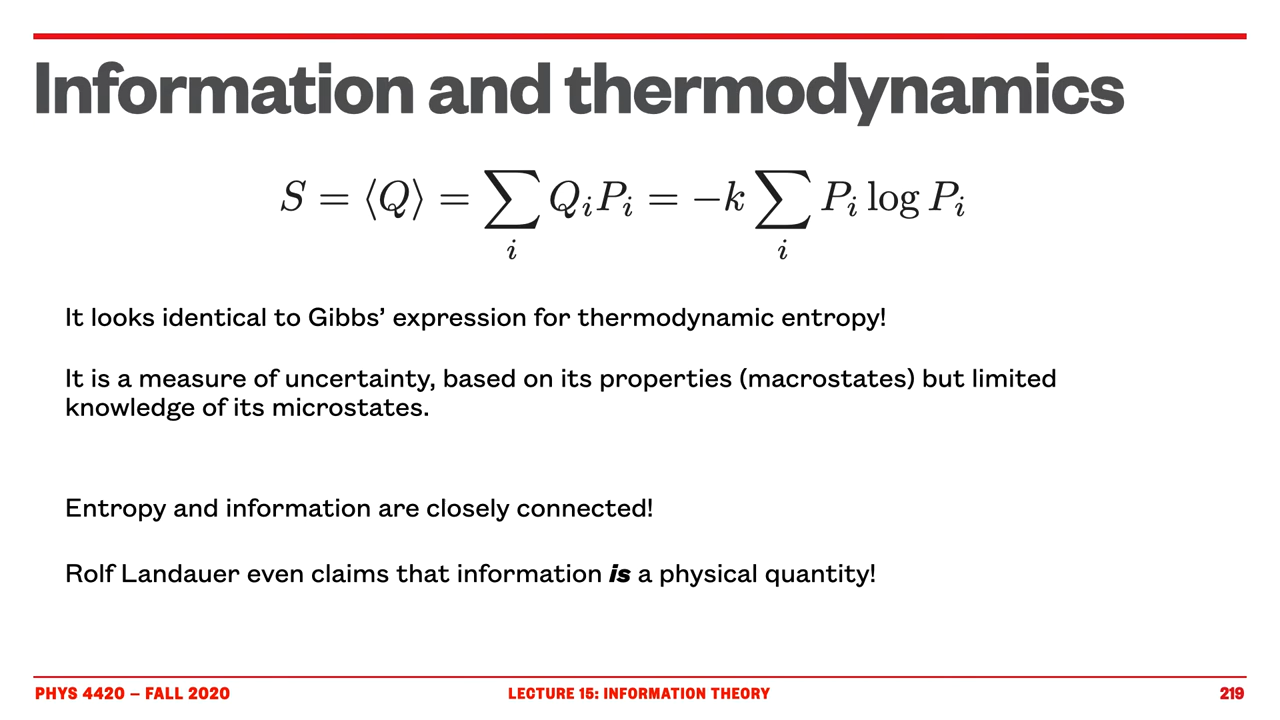 Information and thermodynamics
S = ⟨Q⟩ = ∑_i Q_i P_i = −k ∑_i P_i log P_i
It looks identical to Gibbs’ expression for thermodynamic entropy!
It is a measure of uncertainty, based on its properties (macrostates) but limited
knowledge of its microstates.
Entropy and information are closely connected!
Rolf Landauer even claims that information is a physical quantity!
PHYS 4420 – FALL 2020
LECTURE 15: INFORMATION THEORY
219